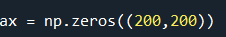 ax = np.zeros((200,200))